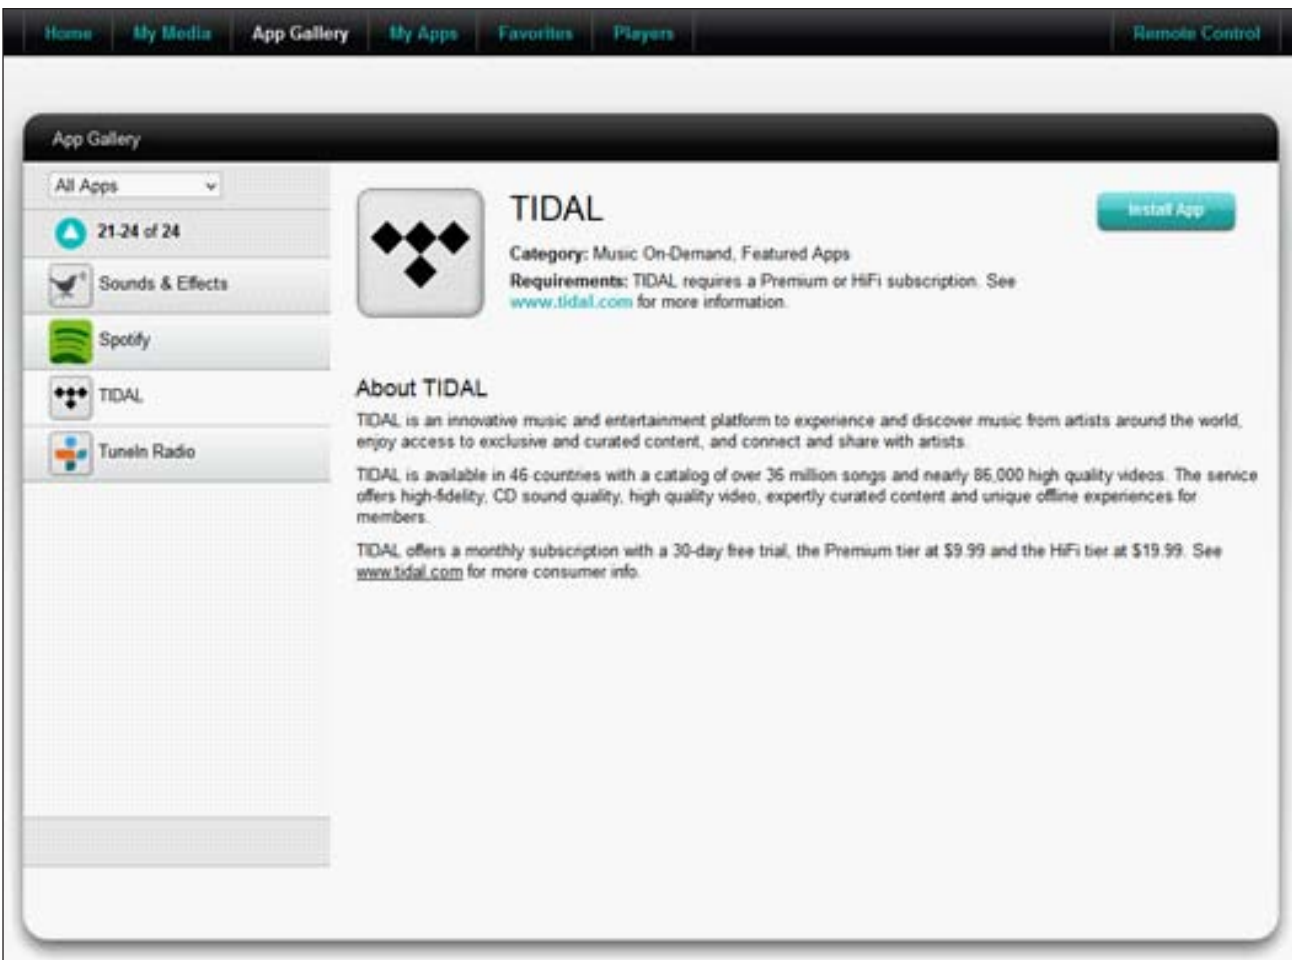 Home My Media App Gallery My Apps Favorites Players Remote Control
App Gallery
All Apps
21-24 of 24
Sounds & Effects
Spotify
TIDAL
TuneIn Radio
TIDAL
Install App
Category: Music On-Demand, Featured Apps
Requirements: TIDAL requires a Premium or HiFi subscription. See
www.tidal.com for more information.
About TIDAL
TIDAL is an innovative music and entertainment platform to experience and discover music from artists around the world,
enjoy access to exclusive and curated content, and connect and share with artists.
TIDAL is available in 46 countries with a catalog of over 36 million songs and nearly 86,000 high quality videos. The service
offers high-fidelity, CD sound quality, high quality video, expertly curated content and unique offline experiences for
members.
TIDAL offers a monthly subscription with a 30-day free trial, the Premium tier at $9.99 and the HiFi tier at $19.99. See
www.tidal.com for more consumer info.